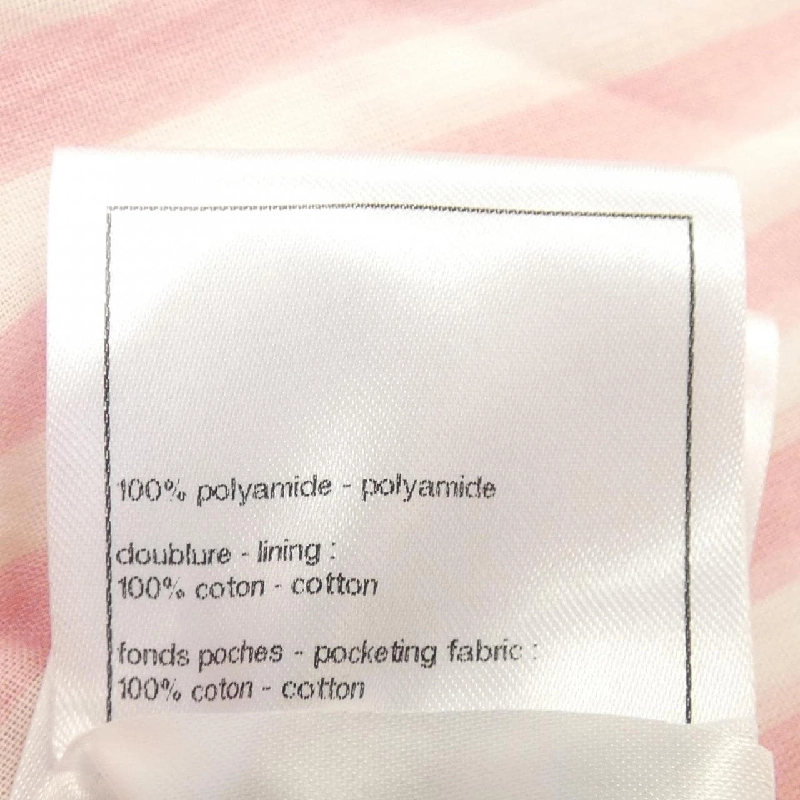 100% polyamide - polyamide
doublure - lining :
100% coton - cotton
fonds poches - pocketing fabric :
100% coton - cotton